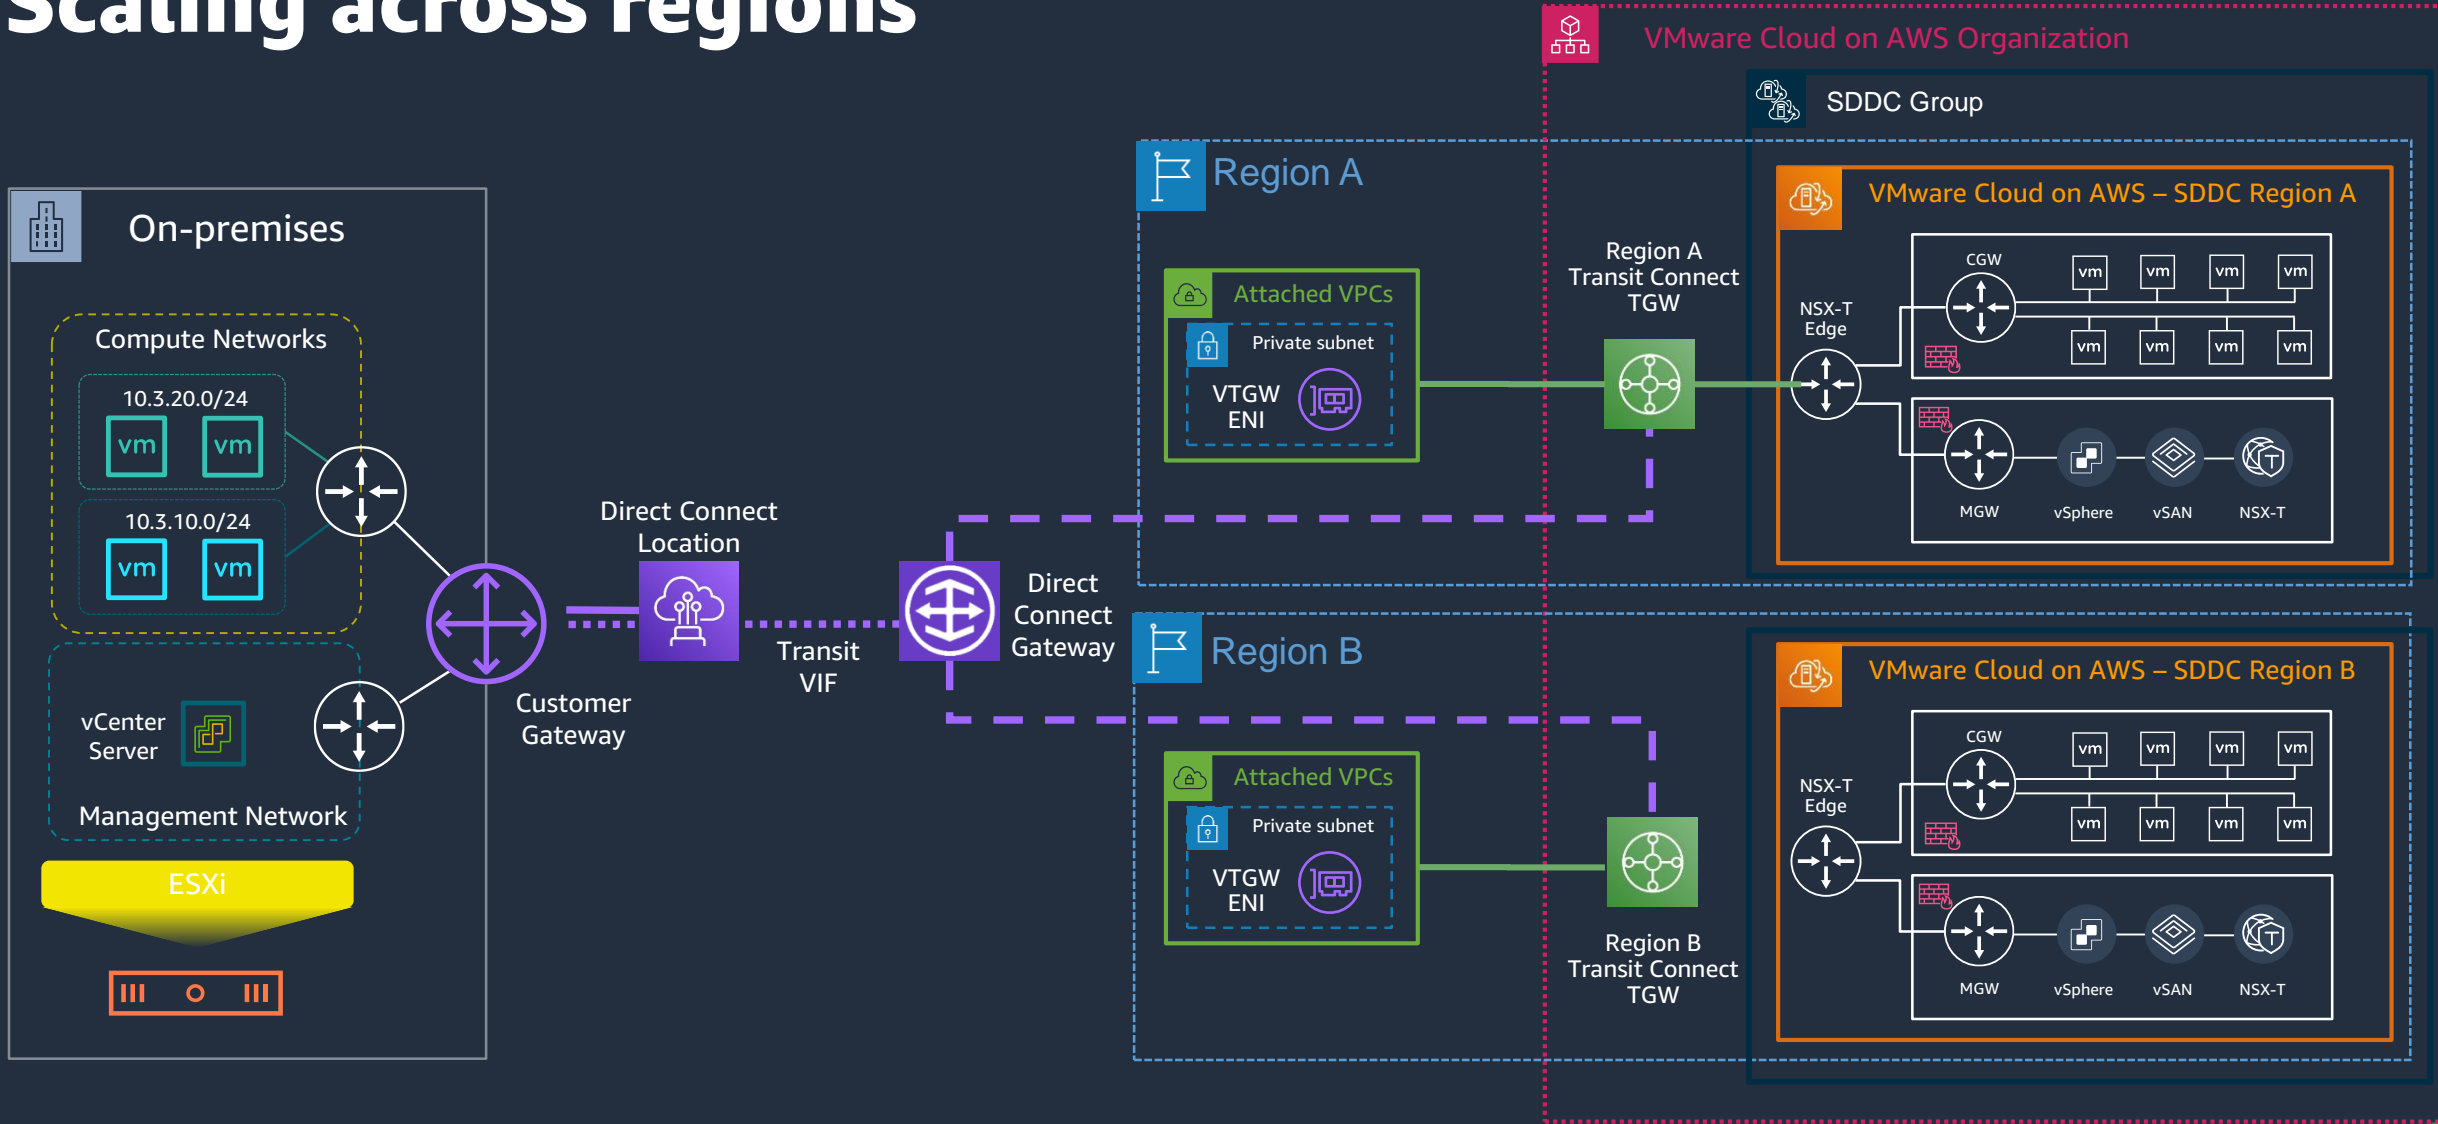 Scaling across regions
VMware Cloud on AWS Organization
SDDC Group
Region A
VMware Cloud on AWS – SDDC Region A
On-premises
Compute Networks
10.3.20.0/24
vm
vm
10.3.10.0/24
vm
vm
vCenter
Server
Management Network
ESXi
Customer
Gateway
Direct Connect
Location
Transit
VIF
Direct
Connect
Gateway
Attached VPCs
Private subnet
VTGW
ENI
Region A
Transit Connect
TGW
NSX-T
Edge
CGW
vm
vm
vm
vm
vm
vm
vm
vm
MGW
vSphere
vSAN
T
NSX-T
Region B
VMware Cloud on AWS – SDDC Region B
Attached VPCs
Private subnet
VTGW
ENI
Region B
Transit Connect
TGW
NSX-T
Edge
CGW
vm
vm
vm
vm
vm
vm
vm
vm
MGW
vSphere
vSAN
T
NSX-T